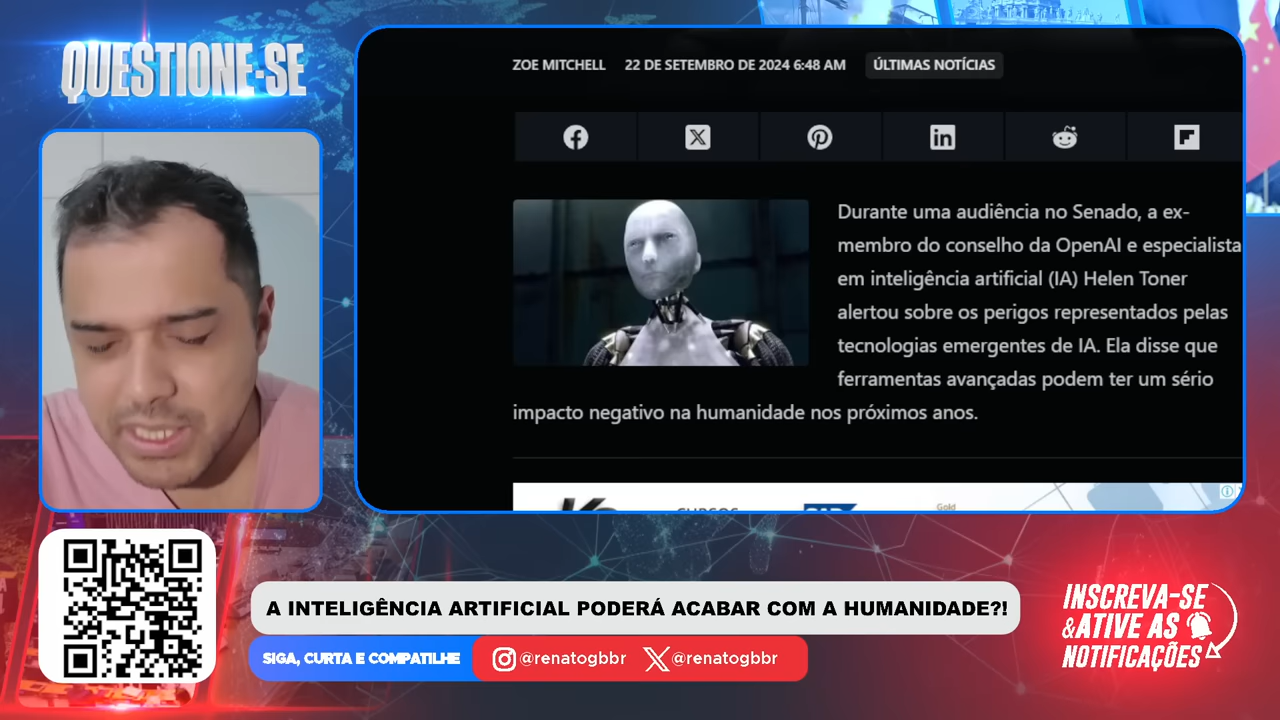 QUESTIONE-SE
ZOE MITCHELL 22 DE SETEMBRO DE 2024 6:48 AM ÚLTIMAS NOTÍCIAS
Durante uma audiência no Senado, a ex-
membro do conselho da OpenAI e especialista
em inteligência artificial (IA) Helen Toner
alertou sobre os perigos representados pelas
tecnologias emergentes de IA. Ela disse que
ferramentas avançadas podem ter um sério
impacto negativo na humanidade nos próximos anos.
Gold
A INTELIGÊNCIA ARTIFICIAL PODERÁ ACABAR COM A HUMANIDADE?!
SIGA, CURTA E COMPATILHE @renatogbbr @renatogbbr
INSCREVA-SE
&ATIVE AS
NOTIFICAÇÕES